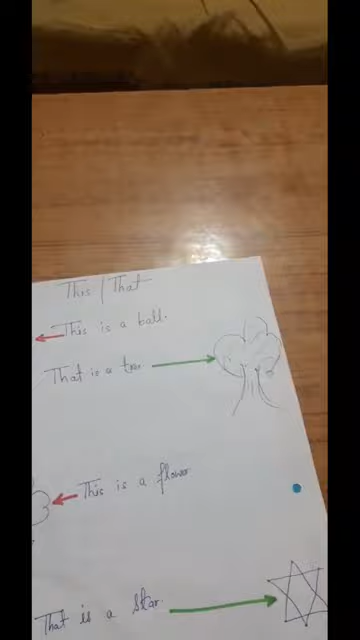 This / That
This is a ball.
That is a tree
This is a flower
That is a star.